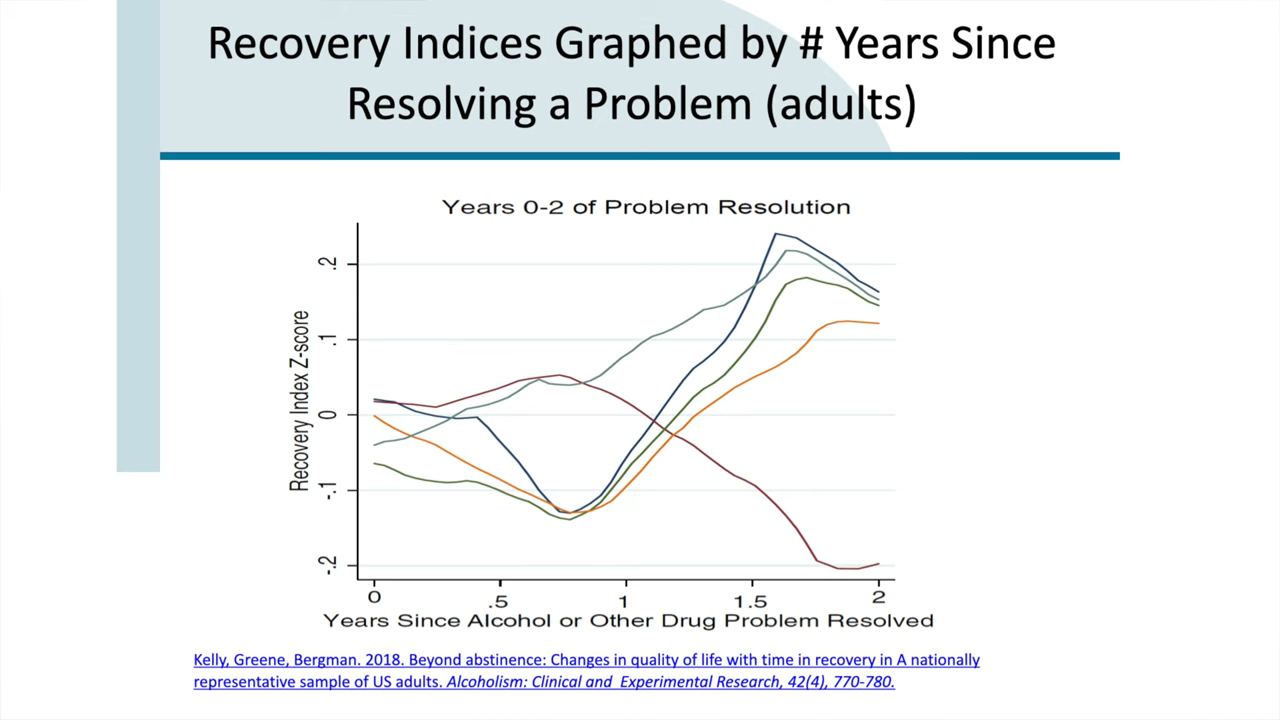 Recovery Indices Graphed by # Years Since
Resolving a Problem (adults)
Years 0-2 of Problem Resolution
Recovery Index Z-score
.2
.1
0
-.1
-.2
0
.5
1
1.5
2
Years Since Alcohol or Other Drug Problem Resolved
Kelly, Greene, Bergman. 2018. Beyond abstinence: Changes in quality of life with time in recovery in A nationally
representative sample of US adults. Alcoholism: Clinical and Experimental Research, 42(4), 770-780.